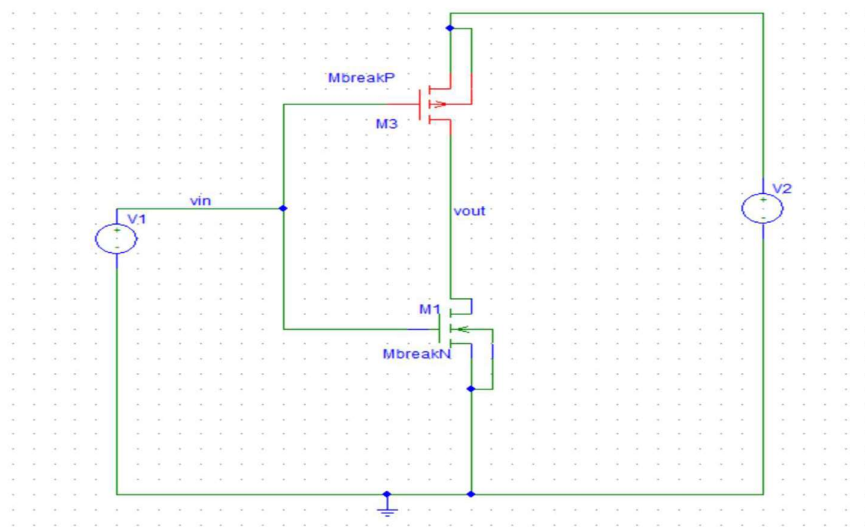 MbreakP
M3
vin
V1
+
-
V2
+
-
vout
M1
MbreakN